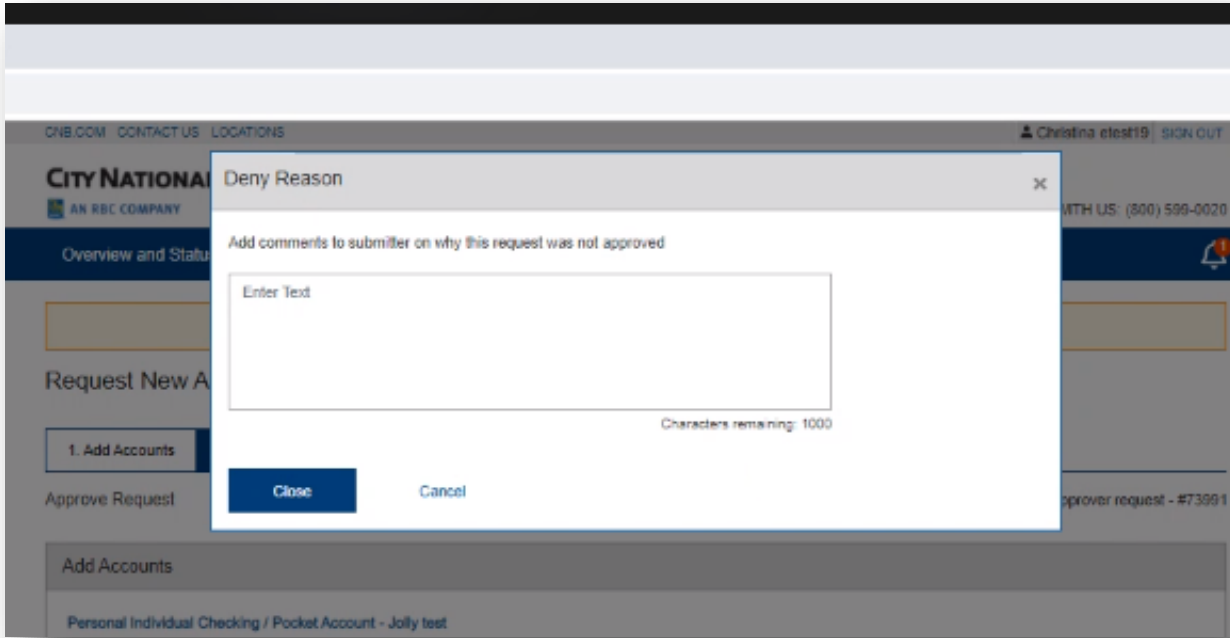 CNB.COM CONTACT US LOCATIONS
Christina etest19 SIGN OUT
CITY NATIONAL
AN RBC COMPANY
WITH US: (800) 599-0020
Overview and Statu
1
Deny Reason
×
Add comments to submitter on why this request was not approved
Enter Text
Characters remaining: 1000
Close Cancel
Request New A
1. Add Accounts
Approve Request
pprover request - #73991
Add Accounts
Personal Individual Checking / Pocket Account - Jolly test